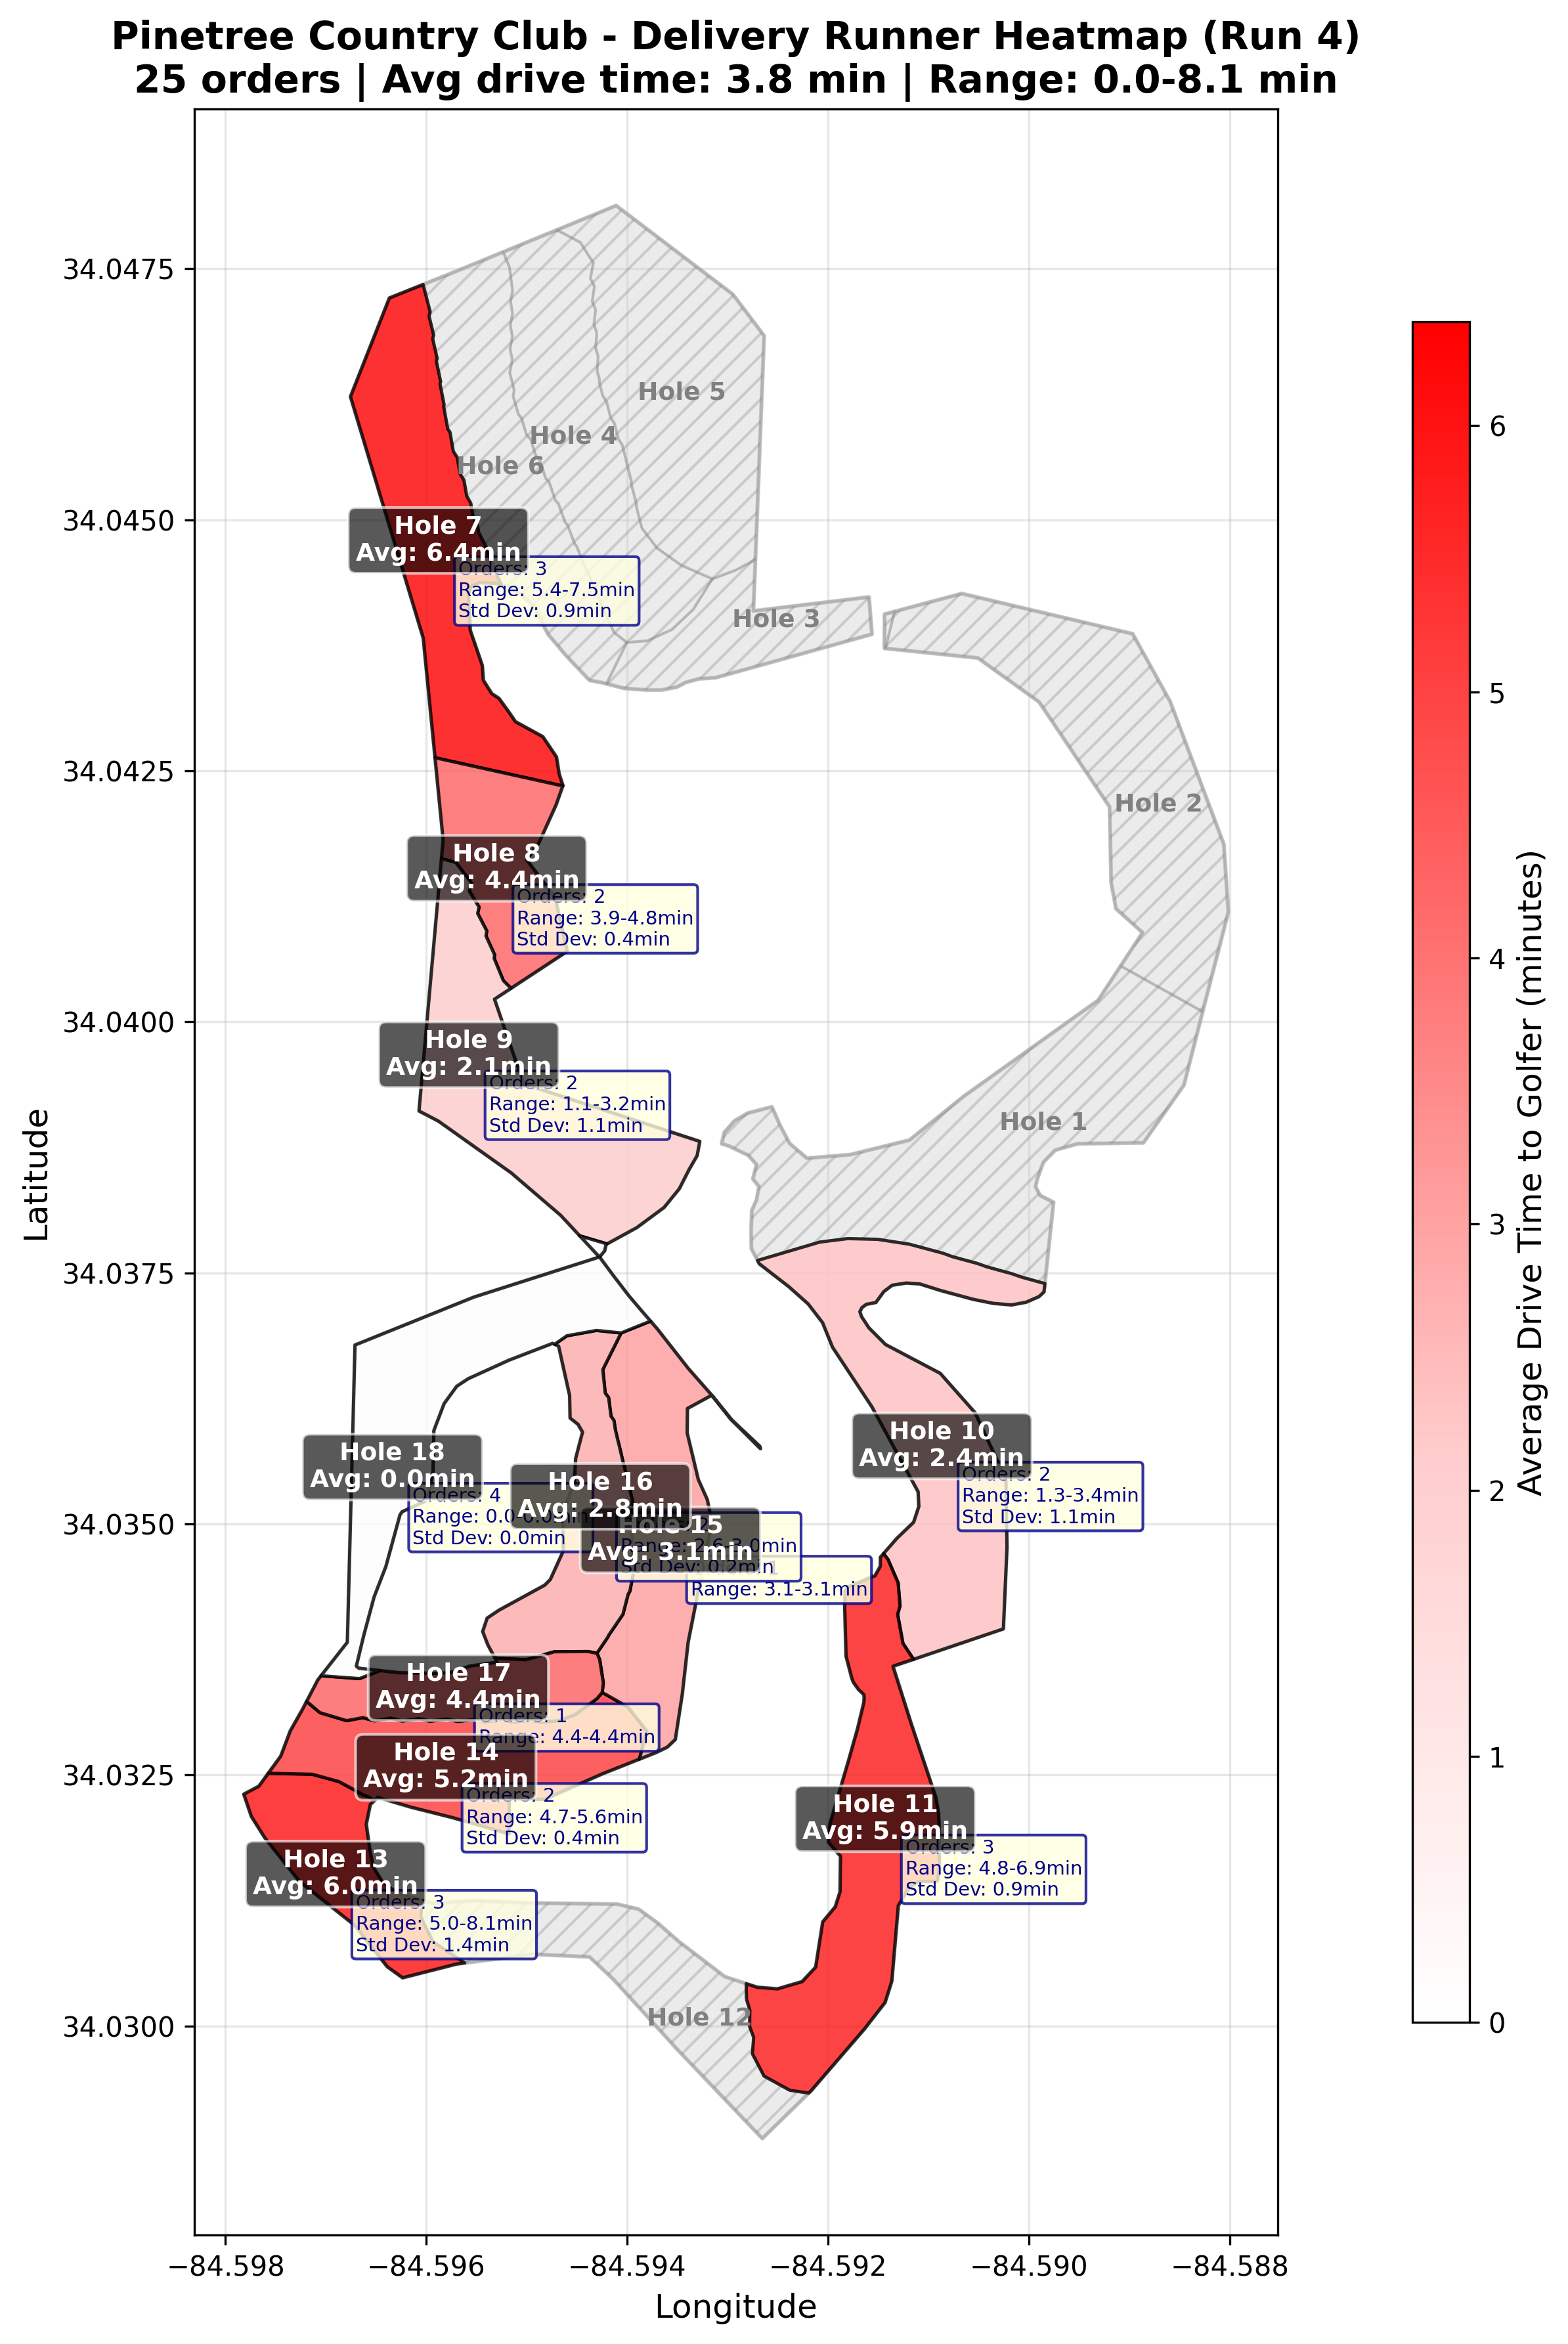 Pinetree Country Club - Delivery Runner Heatmap (Run 4)
25 orders | Avg drive time: 3.8 min | Range: 0.0-8.1 min
34.0475
34.0450
34.0425
34.0400
34.0375
34.0350
34.0325
34.0300
Latitude
Hole 5
Hole 4
Hole 6
Hole 7
Avg: 6.4min
Orders: 3
Range: 5.4-7.5min
Std Dev: 0.9min
Hole 3
Hole 2
Hole 8
Avg: 4.4min
Orders: 2
Range: 3.9-4.8min
Std Dev: 0.4min
Hole 9
Avg: 2.1min
Orders: 2
Range: 1.1-3.2min
Std Dev: 1.1min
Hole 1
Hole 10
Avg: 2.4min
Orders: 2
Range: 1.3-3.4min
Std Dev: 1.1min
Hole 18
Avg: 0.0min
Orders: 4
Range:
Std Dev: 0.0min
Hole 16
Avg: 2.8min
Hole 15
Avg: 3.1min
Range: 2.6-3.0min
Std Dev: 0.2min
Range: 3.1-3.1min
Hole 17
Avg: 4.4min
Orders: 1
Range: 4.4-4.4min
Hole 14
Avg: 5.2min
Orders: 2
Range: 4.7-5.6min
Std Dev: 0.4min
Hole 11
Avg: 5.9min
Orders: 3
Range: 4.8-6.9min
Std Dev: 0.9min
Hole 13
Avg: 6.0min
Orders: 3
Range: 5.0-8.1min
Std Dev: 1.4min
Hole 12
−84.598
−84.596
−84.594
−84.592
−84.590
−84.588
Longitude
6
5
4
3
2
1
0
Average Drive Time to Golfer (minutes)